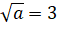 √a = 3